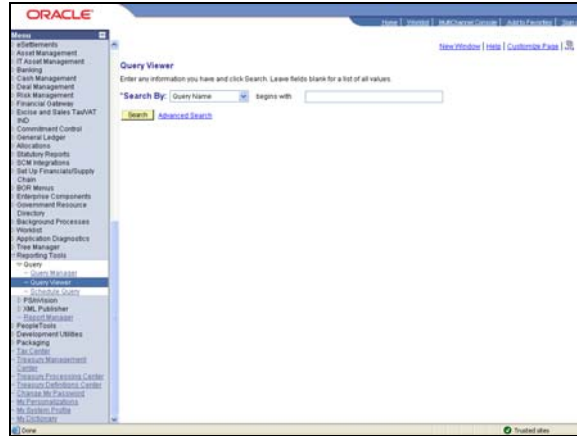 ORACLE
Home | Worklist | MultiChannel Console | Add to Favorites | Sign
Menu
New Window | Help | Customize Page |
eSettlements
Asset Management
IT Asset Management
Banking
Cash Management
Deal Management
Risk Management
Financial Gateway
Excise and Sales Tax/VAT
IND
Commitment Control
General Ledger
Allocations
Statutory Reports
SCM Integrations
Set Up Financials/Supply
Chain
BOR Menus
Enterprise Components
Government Resource
Directory
Background Processes
Worklist
Application Diagnostics
Tree Manager
Reporting Tools
Query
Query Manager
Query Viewer
Schedule Query
PS/nVision
XML Publisher
Report Manager
PeopleTools
Development Utilities
Packaging
Tax Center
Treasury Management
Center
Treasury Processing Center
Treasury Definitions Center
Change My Password
My Personalizations
My System Profile
My Dictionary
Query Viewer
Enter any information you have and click Search. Leave fields blank for a list of all values.
*Search By: Query Name begins with
Search Advanced Search
Done
Trusted sites